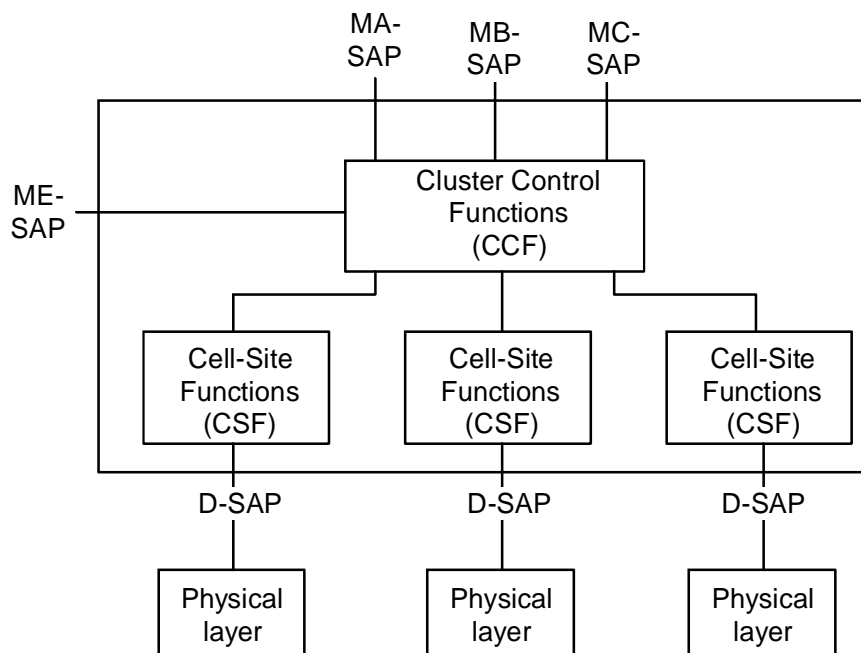 MA-
SAP
MB-
SAP
MC-
SAP
ME-
SAP
Cluster Control
Functions
(CCF)
Cell-Site
Functions
(CSF)
Cell-Site
Functions
(CSF)
Cell-Site
Functions
(CSF)
D-SAP
D-SAP
D-SAP
Physical
layer
Physical
layer
Physical
layer